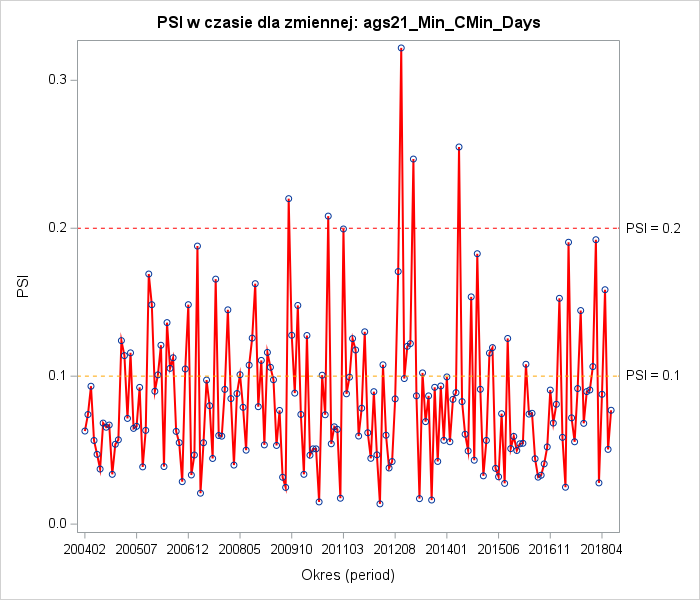 PSI w czasie dla zmiennej: ags21_Min_CMin_Days
0.3
0.2
PSI = 0.2
PSI
0.1
PSI = 0.1
0.0
200402 200507 200612 200805 200910 201103 201208 201401 201506 201611 201804
Okres (period)